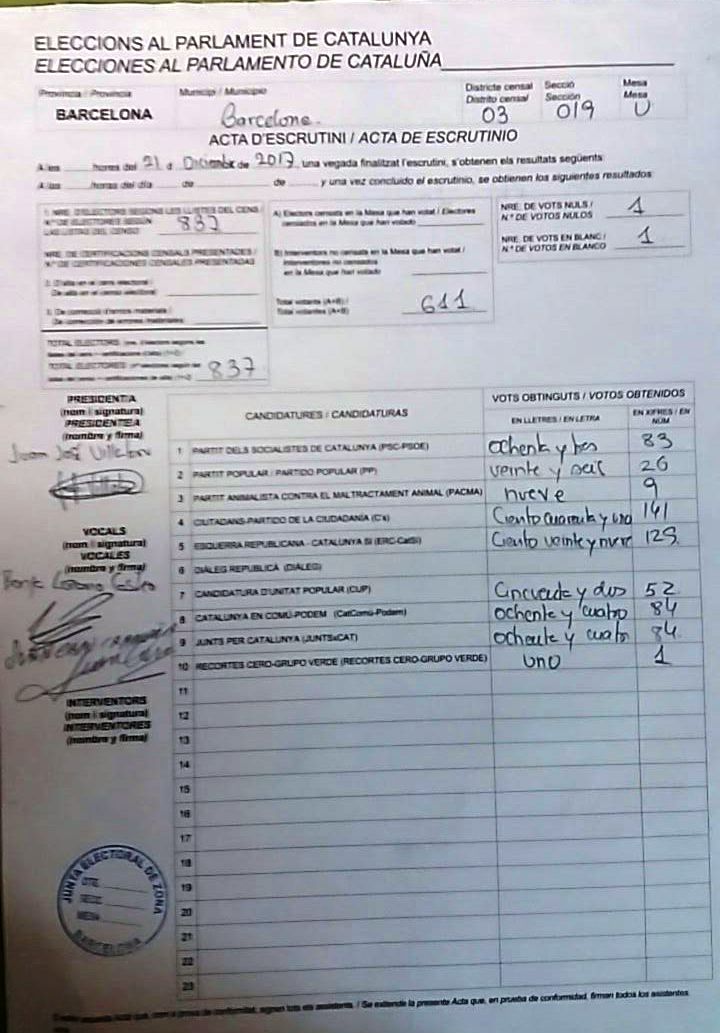 ELECCIONS AL PARLAMENT DE CATALUNYA
ELECCIONES AL PARLAMENTO DE CATALUÑA
Província / Provincia
BARCELONA
Municipi / Municipio
Barcelona.
Districte censal
Distrito censal
03
Secció
Sección
019
Mesa
Mesa
U
ACTA D'ESCRUTINI / ACTA DE ESCRUTINIO
A les ____ hores del 21 d Diciembre de 2017, una vegada finalitzat l'escrutini, s'obtenen els resultats següents:
A las ____ horas del día ____ de ____ de ____ y una vez concluido el escrutinio, se obtienen los siguientes resultados:
1. NRE. D'ELECTORS SEGONS LES LLISTES DEL CENS /
N.º DE ELECTORES SEGÚN
LAS LISTAS DEL CENSO
837
NRE. DE CERTIFICACIONS CENSALS PRESENTADES /
N.º DE CERTIFICACIONES CENSALES PRESENTADAS
2. D'alta en el cens electoral /
De alta en el censo electoral
3. De correcció d'errors materials /
De corrección de errores materiales
TOTAL ELECTORS
TOTAL ELECTORES
837
A) Electors censats en la Mesa que han votat / Electores
censados en la Mesa que han votado
B) Interventors no censats en la Mesa que han votat /
Interventores no censados
en la Mesa que han votado
Total votants (A+B) /
Total votantes (A+B)
611
NRE. DE VOTS NULS /
N.º DE VOTOS NULOS
1
NRE. DE VOTS EN BLANC /
N.º DE VOTOS EN BLANCO
1
PRESIDENT/A
(nom i signatura)
PRESIDENTE/A
(nombre y firma)
Juan José
VOCALS
(nom i signatura)
VOCALES
(nombre y firma)
INTERVENTORS
(nom i signatura)
INTERVENTORES
(nombre y firma)
CANDIDATURES / CANDIDATURAS
VOTS OBTINGUTS / VOTOS OBTENIDOS
EN LLETRES / EN LETRA
EN XIFRES / EN NÚM
1 PARTIT DELS SOCIALISTES DE CATALUNYA (PSC-PSOE) ochenta y tres 83
2 PARTIT POPULAR / PARTIDO POPULAR (PP) veinte y seis 26
3 PARTIT ANIMALISTA CONTRA EL MALTRACTAMENT ANIMAL (PACMA) nueve 9
4 CIUTADANS-PARTIDO DE LA CIUDADANÍA (C's) Ciento cuarenta y uno 141
5 ESQUERRA REPUBLICANA - CATALUNYA SÍ (ERC-CatSí) Ciento veinte y nueve 129
6 DIÀLEG REPUBLICÀ (DIÀLEG)
7 CANDIDATURA D'UNITAT POPULAR (CUP) Cincuenta y dos 52
8 CATALUNYA EN COMÚ-PODEM (CatComú-Podem) ochenta y cuatro 84
9 JUNTS PER CATALUNYA (JUNTSxCAT) ochenta y cuatro 84
10 RECORTES CERO-GRUPO VERDE (RECORTES CERO-GRUPO VERDE) uno 1
11
12
13
14
15
16
17
18
19
20
21
22
23
JUNTA ELECTORAL DE ZONA
DTE.
SECC.
MESA
BARCELONA
signen tots els assistents. / Se extiende la presente Acta que, en prueba de conformidad, firman todos los asistentes.